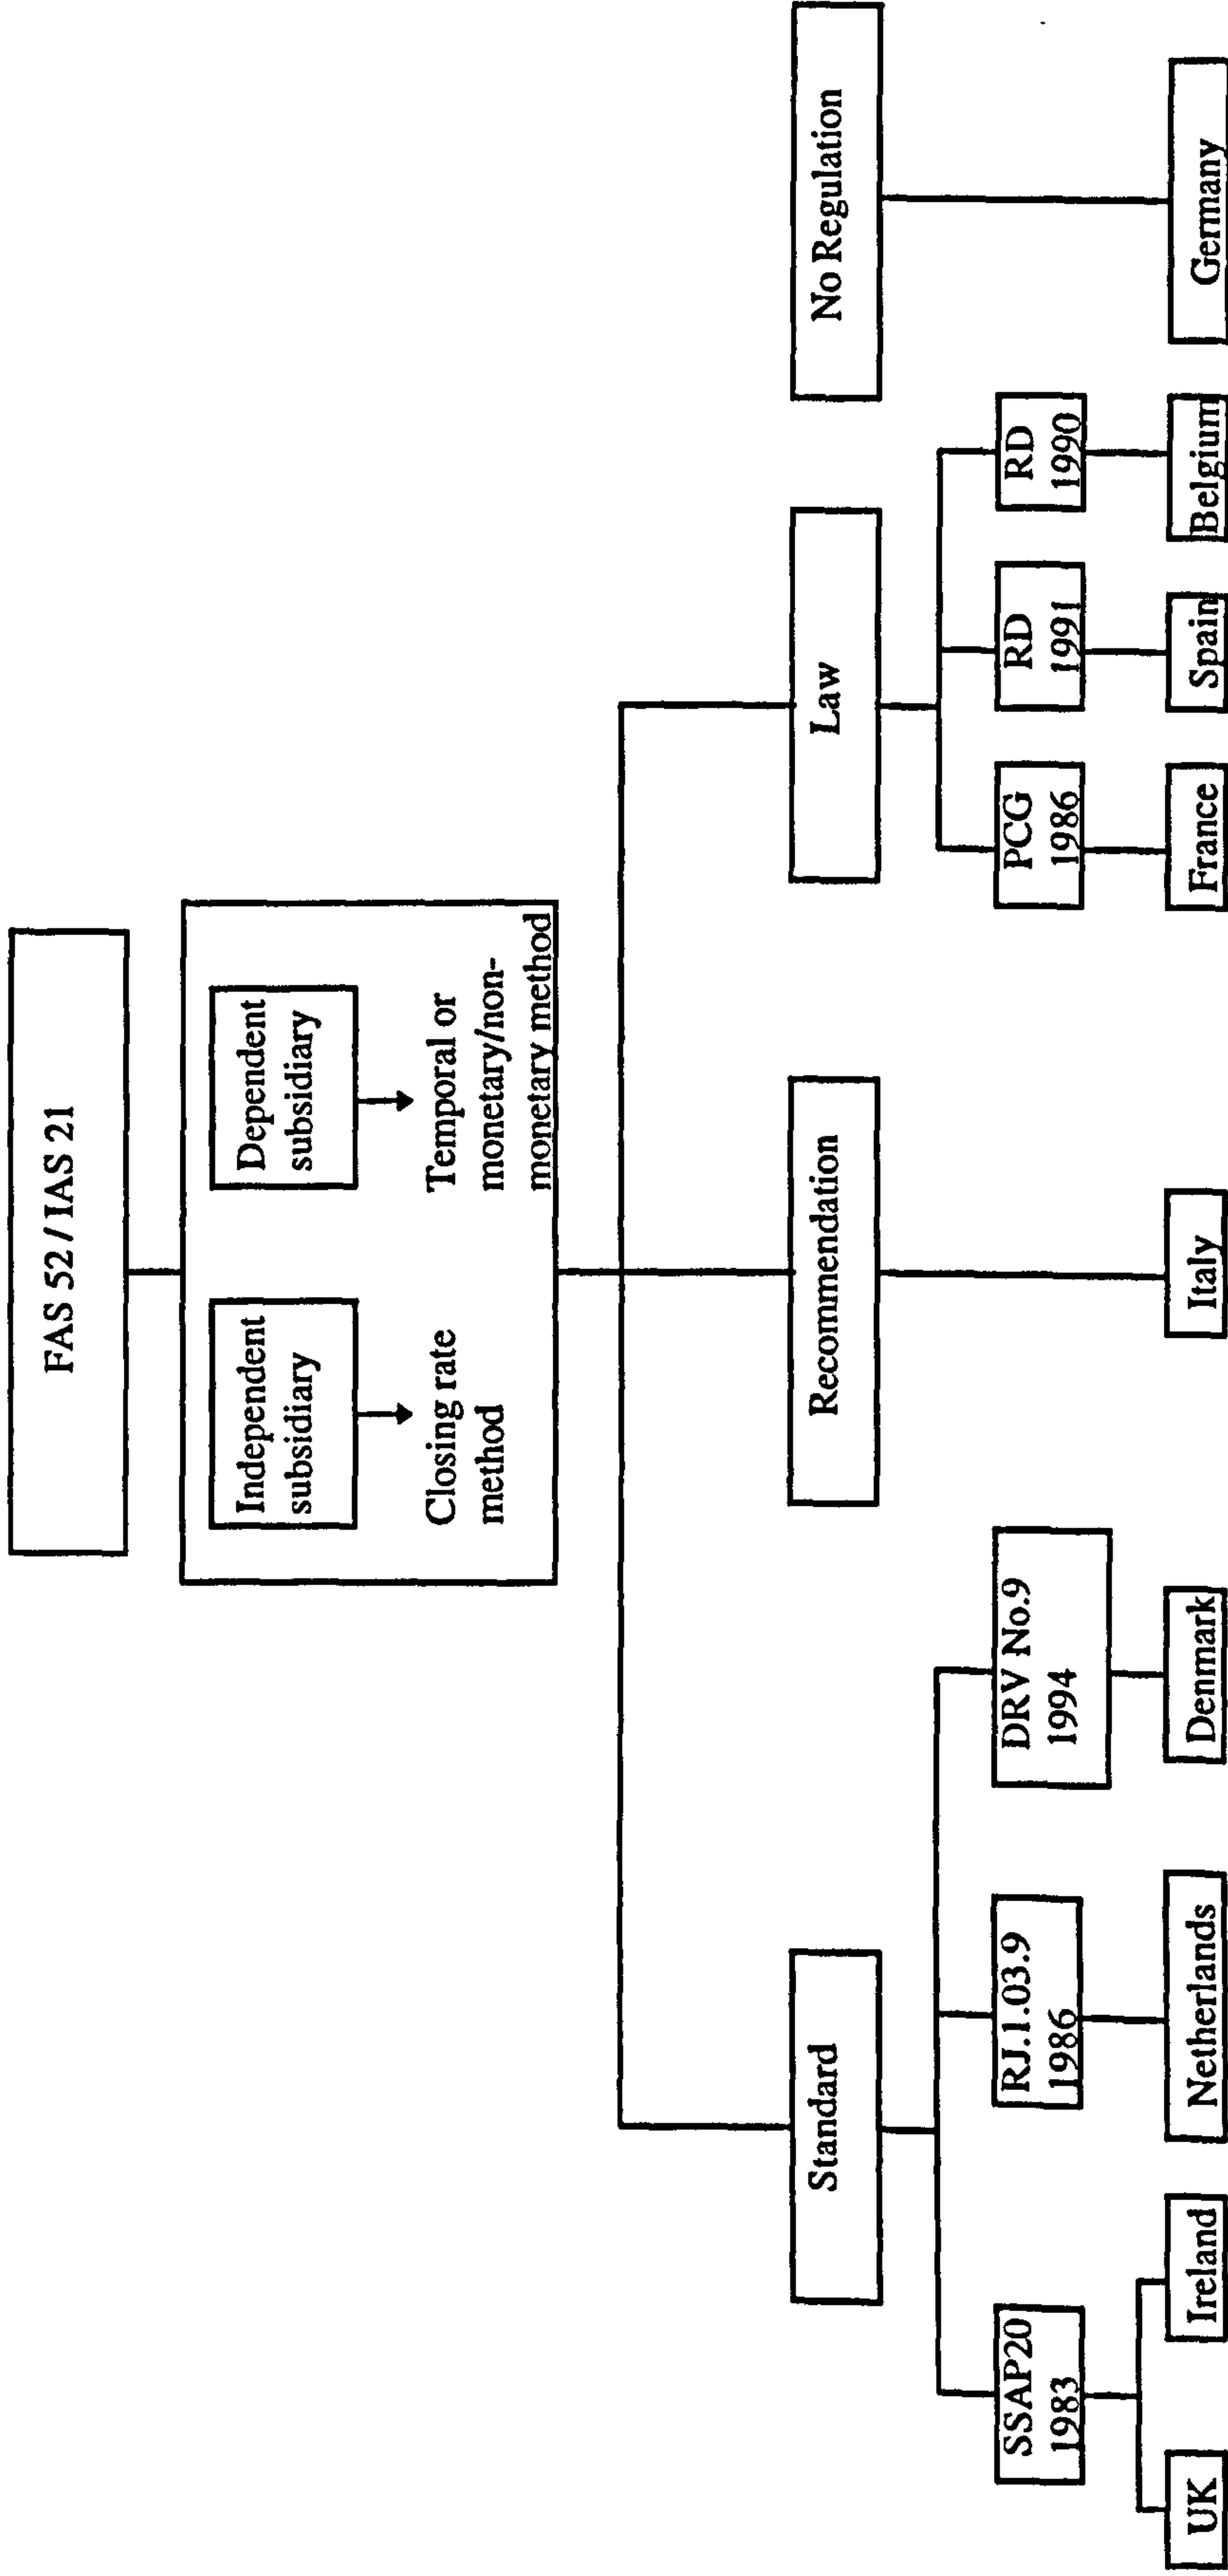 FAS 52 / IAS 21
Independent
subsidiary
Closing rate
method
Dependent
subsidiary
Temporal or
monetary/non-
monetary method
Standard
Recommendation
Law
No Regulation
SSAP20
1983
RJ.1.03.9
1986
DRV No.9
1994
PCG
1986
RD
1991
RD
1990
UK
Ireland
Netherlands
Denmark
Italy
France
Spain
Belgium
Germany